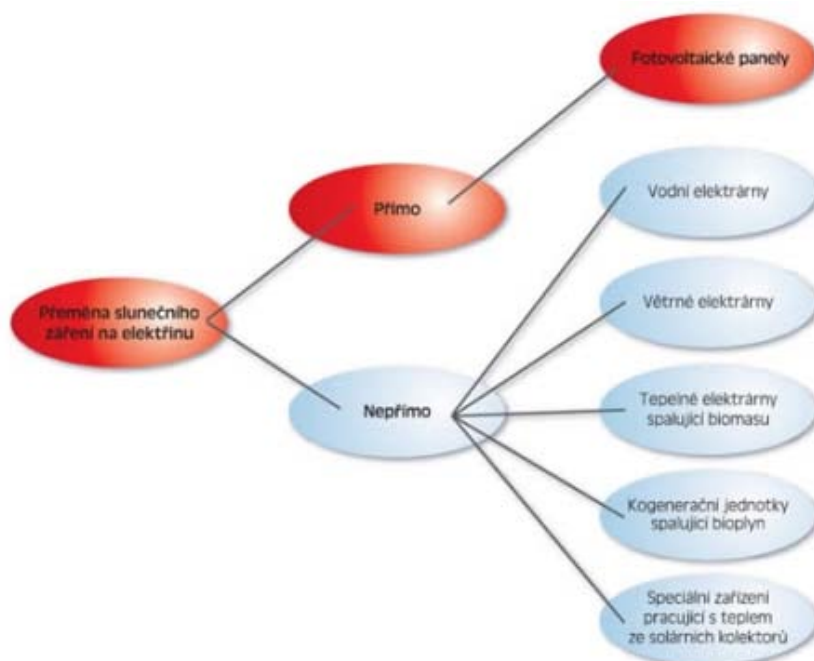 Fotovoltaické panely
Přímo
Vodní elektrárny
Větrné elektrárny
Přeměna slunečního
záření na elektřinu
Nepřímo
Tepelné elektrárny
spalující biomasu
Kogenerační jednotky
spalující bioplyn
Speciální zařízení
pracující s teplem
ze solárních kolektorů